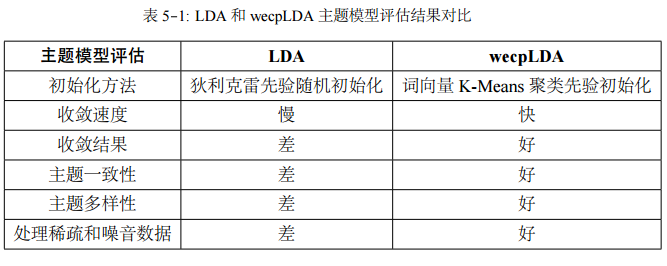 表 5-1: LDA 和 wecpLDA 主题模型评估结果对比
主题模型评估 LDA wecpLDA
初始化方法 狄利克雷先验随机初始化 词向量 K-Means 聚类先验初始化
收敛速度 慢 快
收敛结果 差 好
主题一致性 差 好
主题多样性 差 好
处理稀疏和噪音数据 差 好